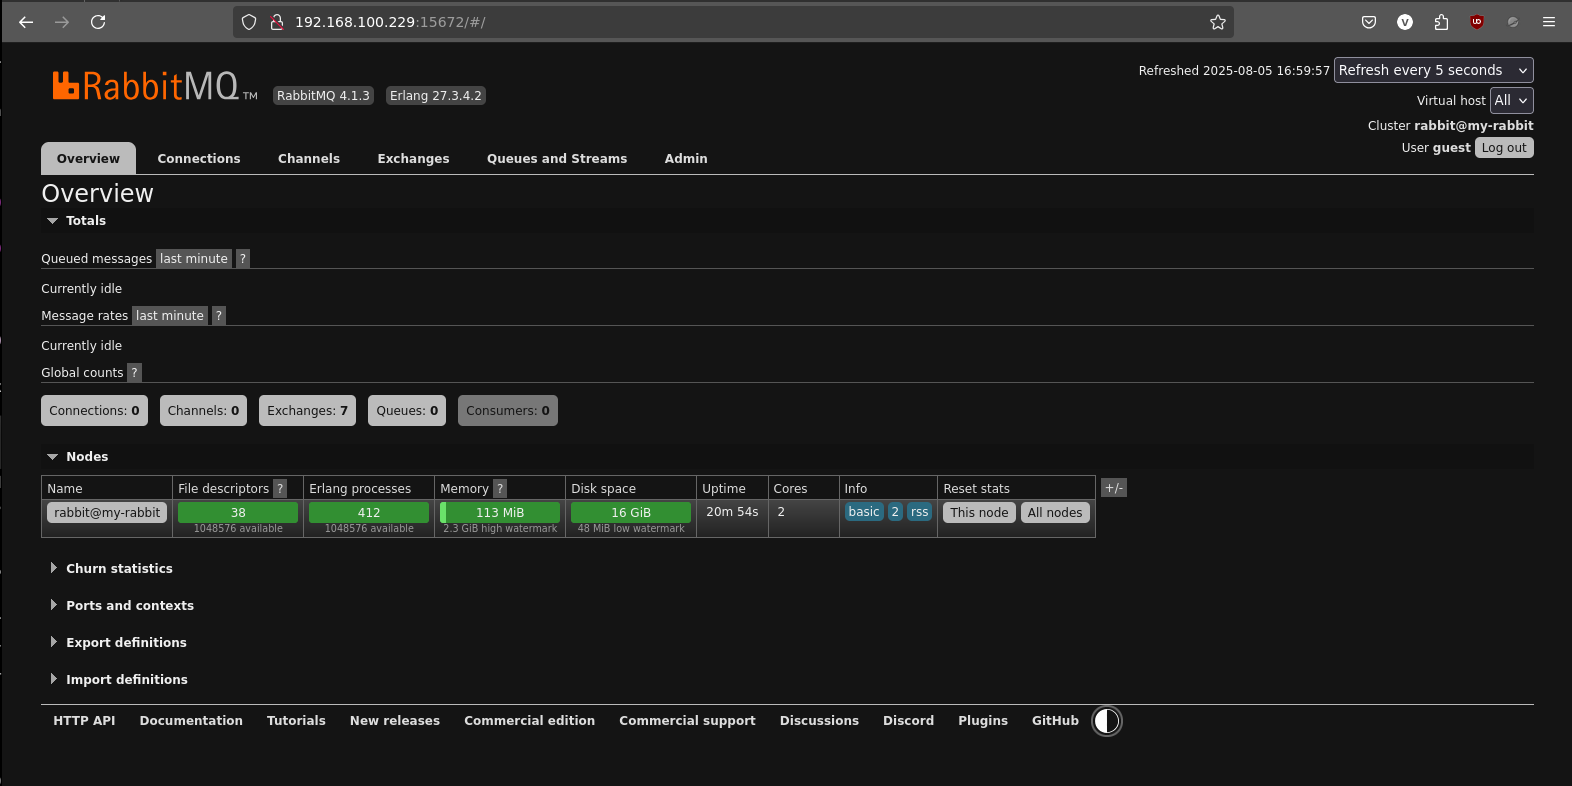 192.168.100.229:15672/#/
RabbitMQ TM
RabbitMQ 4.1.3 Erlang 27.3.4.2
Refreshed 2025-08-05 16:59:57 Refresh every 5 seconds
Virtual host All
Cluster rabbit@my-rabbit
User guest Log out
Overview Connections Channels Exchanges Queues and Streams Admin
Overview
Totals
Queued messages last minute ?
Currently idle
Message rates last minute ?
Currently idle
Global counts ?
Connections: 0 Channels: 0 Exchanges: 7 Queues: 0 Consumers: 0
Nodes
Name File descriptors ? Erlang processes Memory ? Disk space Uptime Cores Info Reset stats +/-
rabbit@my-rabbit 38 412 113 MiB 16 GiB 20m 54s 2 basic 2 rss This node All nodes
1048576 available 1048576 available 2.3 GiB high watermark 48 MiB low watermark
Churn statistics
Ports and contexts
Export definitions
Import definitions
HTTP API Documentation Tutorials New releases Commercial edition Commercial support Discussions Discord Plugins GitHub